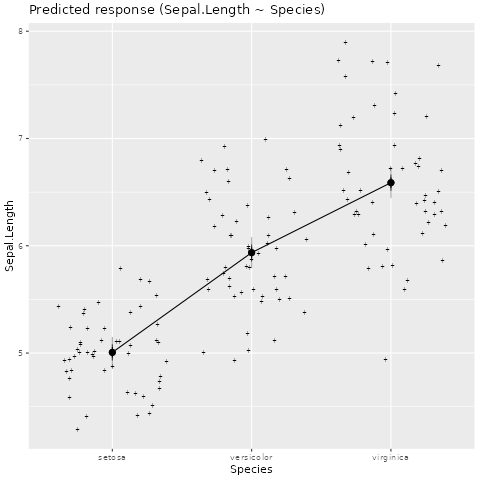 Predicted response (Sepal.Length ~ Species)
8
7
6
5
Sepal.Length
setosa versicolor virginica
Species